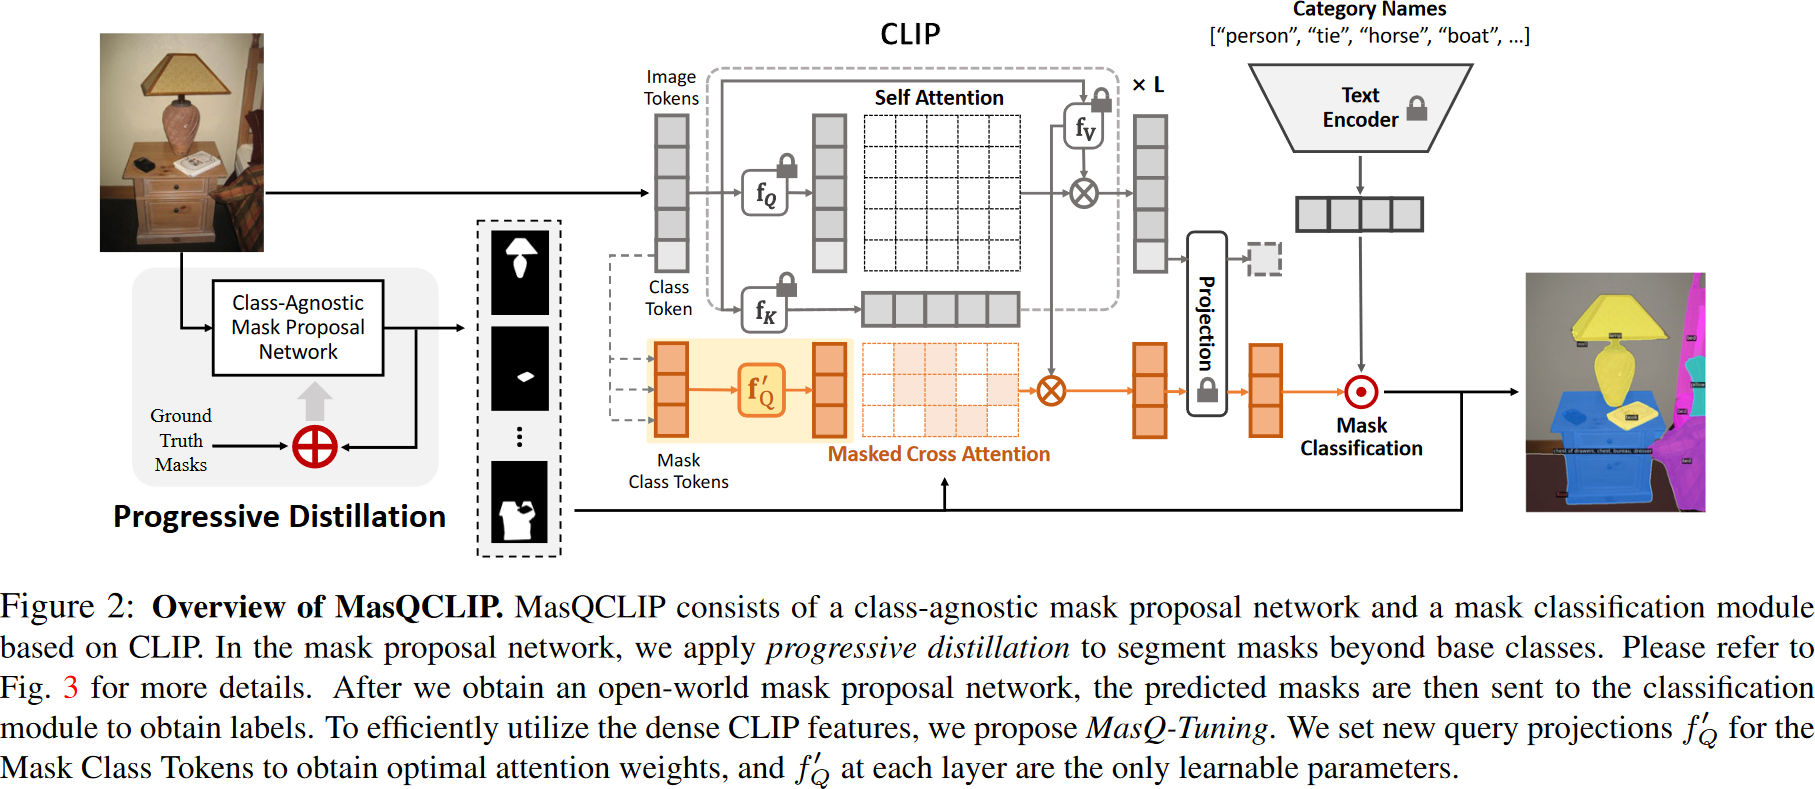 Category Names
["person", "tie", "horse", "boat", ...]
CLIP
Image
Tokens
Self Attention
× L
Text
Encoder
f_Q
f_V
f_K
Class
Token
Class-Agnostic
Mask Proposal
Network
Ground
Truth
Masks
Progressive Distillation
f'_Q
Mask
Class Tokens
Masked Cross Attention
Projection
Mask
Classification
Figure 2: Overview of MasQCLIP. MasQCLIP consists of a class-agnostic mask proposal network and a mask classification module
based on CLIP. In the mask proposal network, we apply progressive distillation to segment masks beyond base classes. Please refer to
Fig. 3 for more details. After we obtain an open-world mask proposal network, the predicted masks are then sent to the classification
module to obtain labels. To efficiently utilize the dense CLIP features, we propose MasQ-Tuning. We set new query projections f'_Q for the
Mask Class Tokens to obtain optimal attention weights, and f'_Q at each layer are the only learnable parameters.